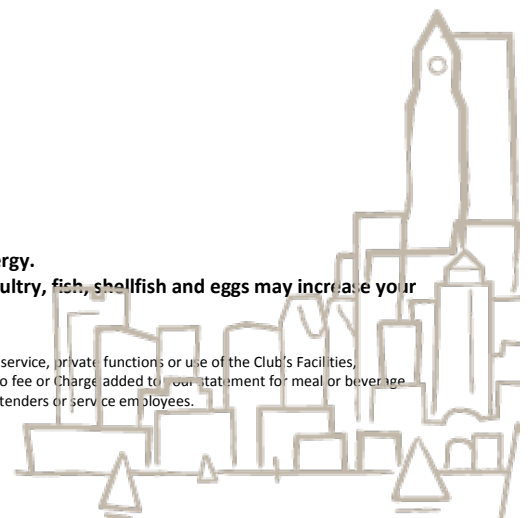 ergy.
ultry, fish, shellfish and eggs may increase your
service, private functions or use of the Club's Facilities,
o fee or Charge added to your statement for meal or beverage
tenders or service employees.